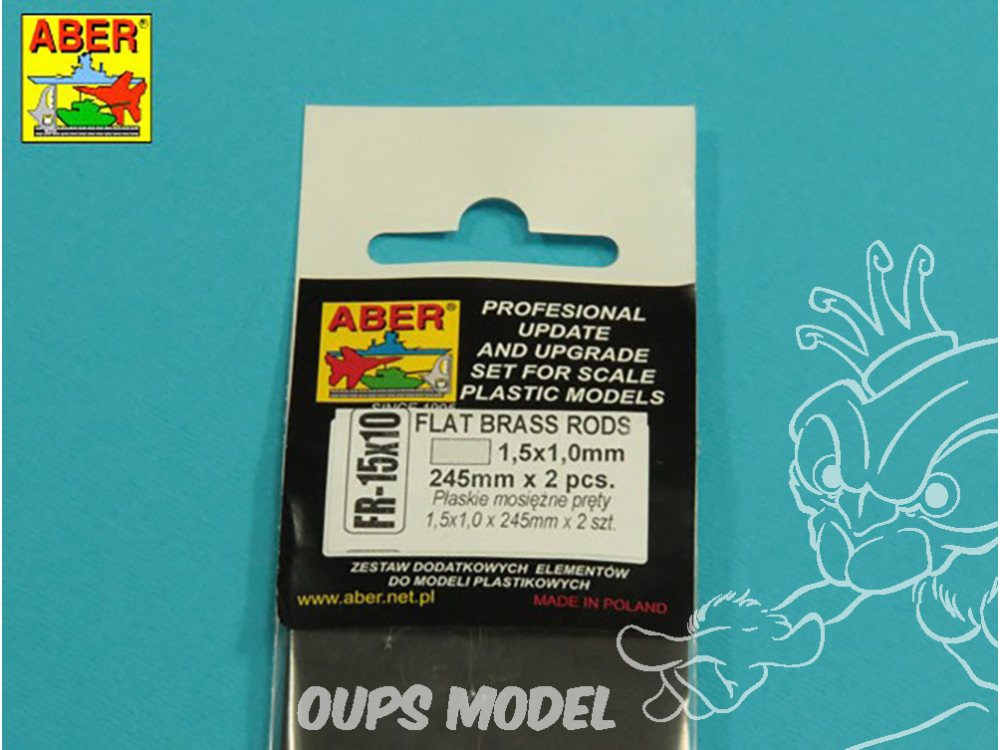 ABER®
ABER®
PROFESIONAL
UPDATE
AND UPGRADE
SET FOR SCALE
PLASTIC MODELS
SINCE 1995
FR-15x10
FLAT BRASS RODS
1,5x1,0mm
245mm x 2 pcs.
Płaskie mosiężne pręty
1,5x1,0 x 245mm x 2 szt.
ZESTAW DODATKOWYCH ELEMENTÓW
DO MODELI PLASTIKOWYCH
www.aber.net.pl
MADE IN POLAND
OUPS MODEL